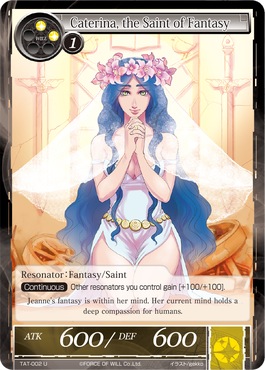 Caterina, the Saint of Fantasy
WILL
1
Resonator : Fantasy/Saint
Continuous Other resonators you control gain [+100/+100].
Jeanne's fantasy is within her mind. Her current mind holds a
deep compassion for humans.
ATK 600/ DEF 600
TAT-002 U ©FORCE OF WILL Co.,Ltd.